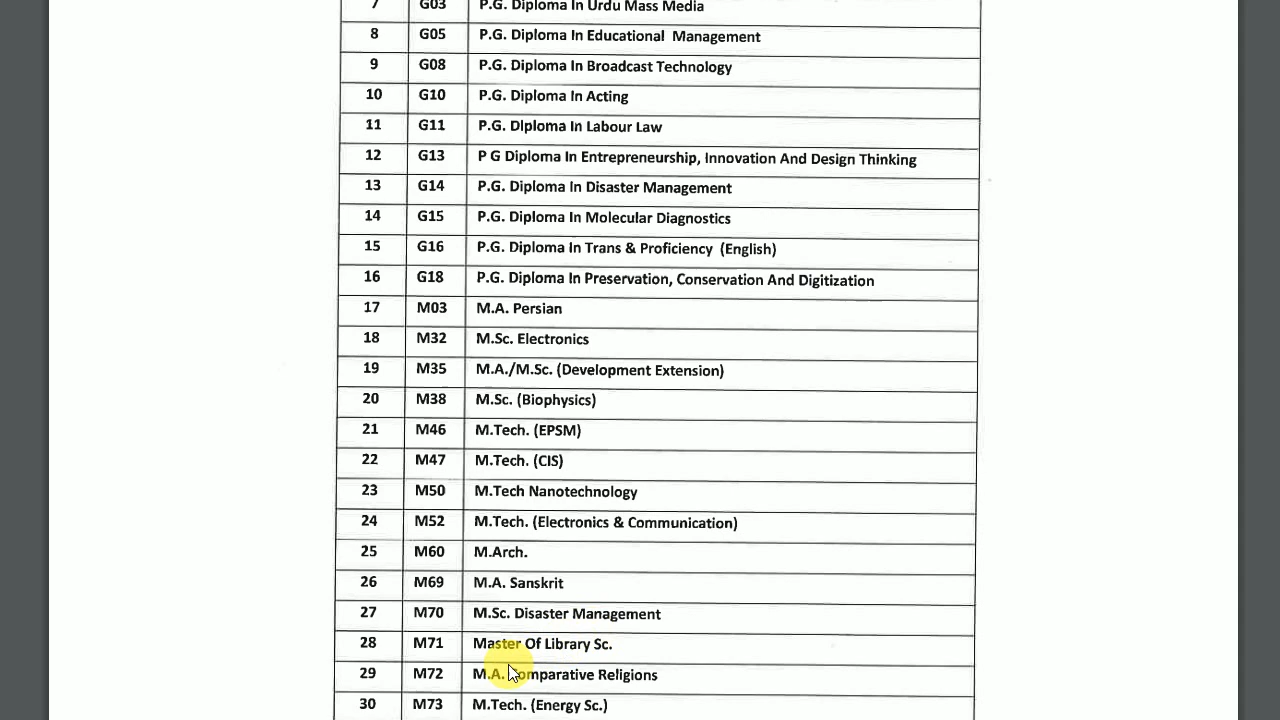 7 G03 P.G. Diploma In Urdu Mass Media
8 G05 P.G. Diploma In Educational Management
9 G08 P.G. Diploma In Broadcast Technology
10 G10 P.G. Diploma In Acting
11 G11 P.G. Diploma In Labour Law
12 G13 P G Diploma In Entrepreneurship, Innovation And Design Thinking
13 G14 P.G. Diploma In Disaster Management
14 G15 P.G. Diploma In Molecular Diagnostics
15 G16 P.G. Diploma In Trans & Proficiency (English)
16 G18 P.G. Diploma In Preservation, Conservation And Digitization
17 M03 M.A. Persian
18 M32 M.Sc. Electronics
19 M35 M.A./M.Sc. (Development Extension)
20 M38 M.Sc. (Biophysics)
21 M46 M.Tech. (EPSM)
22 M47 M.Tech. (CIS)
23 M50 M.Tech Nanotechnology
24 M52 M.Tech. (Electronics & Communication)
25 M60 M.Arch.
26 M69 M.A. Sanskrit
27 M70 M.Sc. Disaster Management
28 M71 Master Of Library Sc.
29 M72 M.A. Comparative Religions
30 M73 M.Tech. (Energy Sc.)